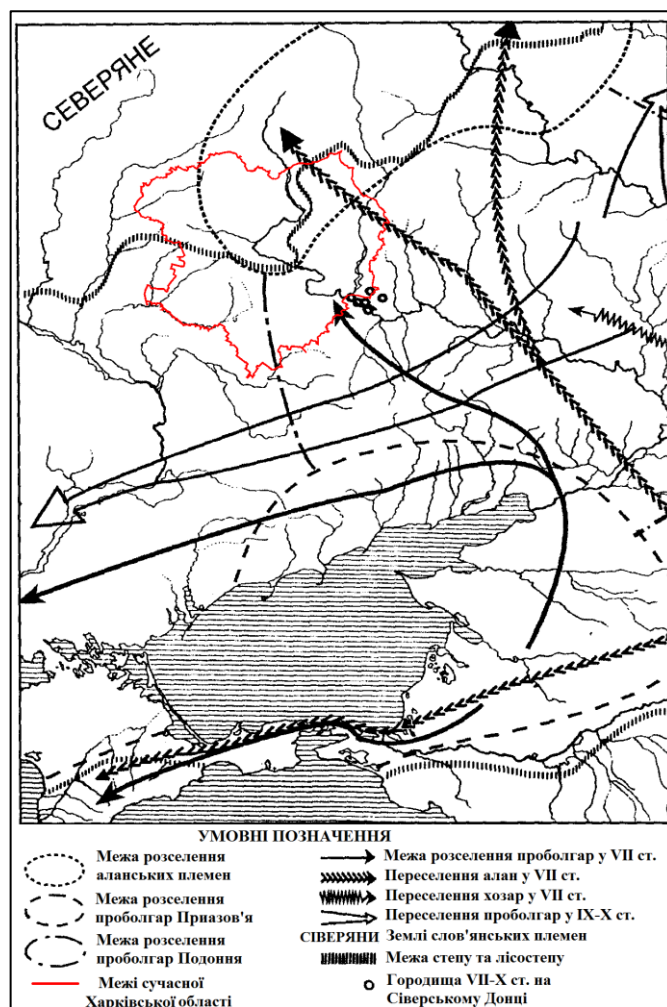 СЕВЕРЯНЕ
УМОВНІ ПОЗНАЧЕННЯ
Межа розселення
аланських племен
Межа розселення
проболгар Приазов'я
Межа розселення
проболгар Подоння
Межі сучасної
Харківської області
Межа розселення проболгар у VII ст.
Переселення алан у VII ст.
Переселення хозар у VII ст.
Переселення проболгар у IX-X ст.
СІВЕРЯНИ Землі слов'янських племен
Межа степу та лісостепу
Городища VII-X ст. на
Сіверському Донці